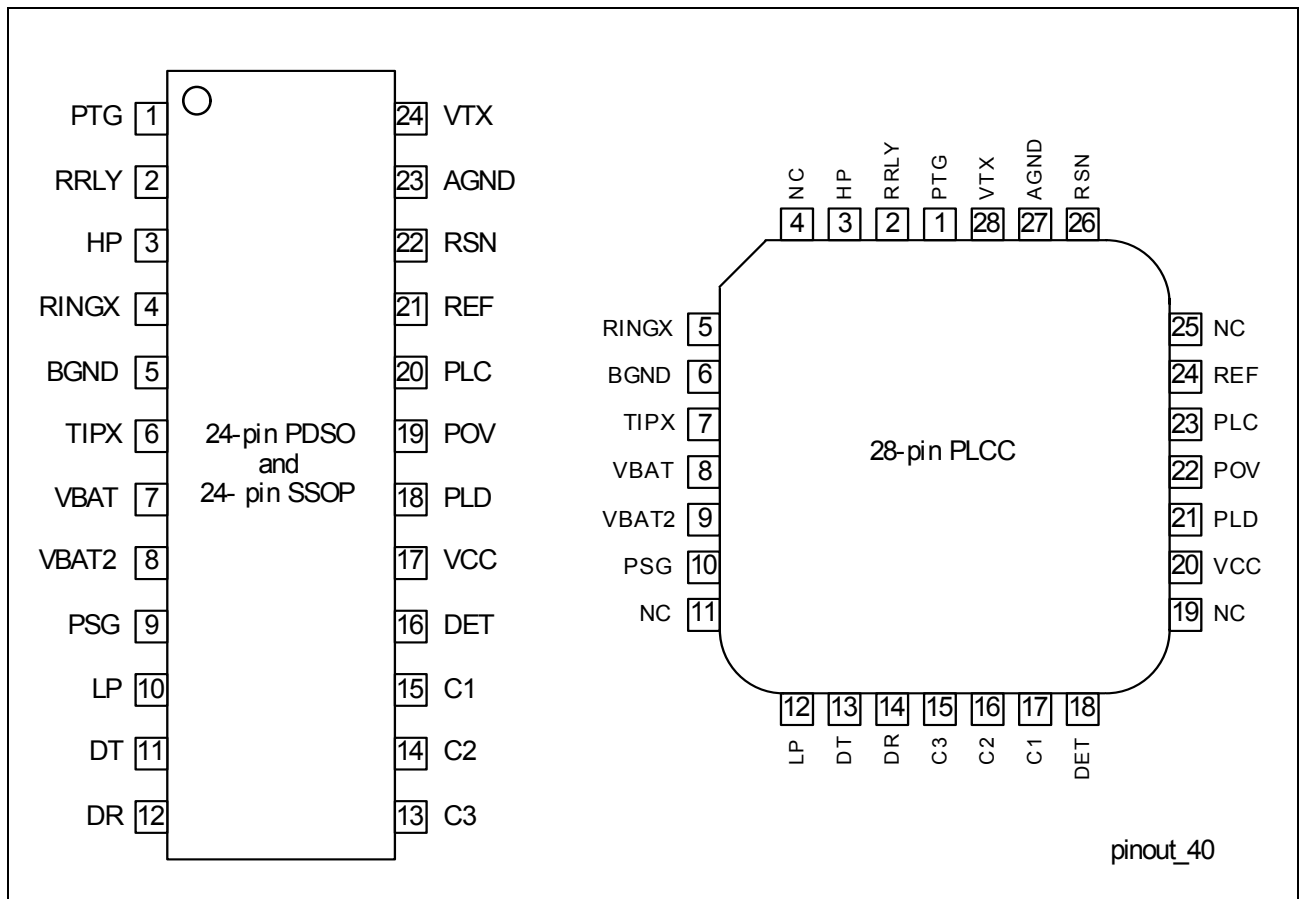 PTG 1
RRLY 2
HP 3
RINGX 4
BGND 5
TIPX 6
VBAT 7
VBAT2 8
PSG 9
LP 10
DT 11
DR 12
24-pin PDSO
and
24- pin SSOP
24 VTX
23 AGND
22 RSN
21 REF
20 PLC
19 POV
18 PLD
17 VCC
16 DET
15 C1
14 C2
13 C3
NC HP RRLY PTG VTX AGND RSN
4 3 2 1 28 27 26
RINGX 5
BGND 6
TIPX 7
VBAT 8
VBAT2 9
PSG 10
NC 11
28-pin PLCC
25 NC
24 REF
23 PLC
22 POV
21 PLD
20 VCC
19 NC
12 13 14 15 16 17 18
LP DT DR C3 C2 C1 DET
pinout_40